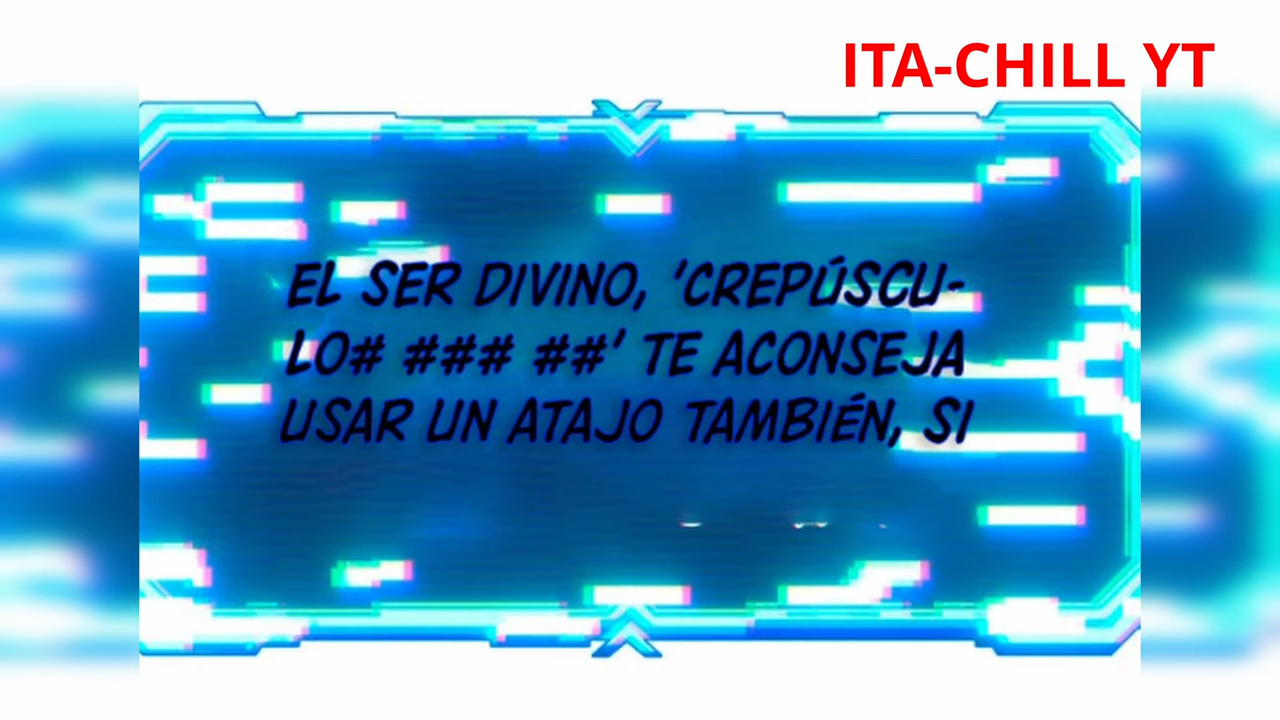 ITA-CHILL YT
EL SER DIVINO, 'CREPÚSCU-
LO# ### ##' TE ACONSEJA
USAR UN ATAJO TAMBIÉN, SI